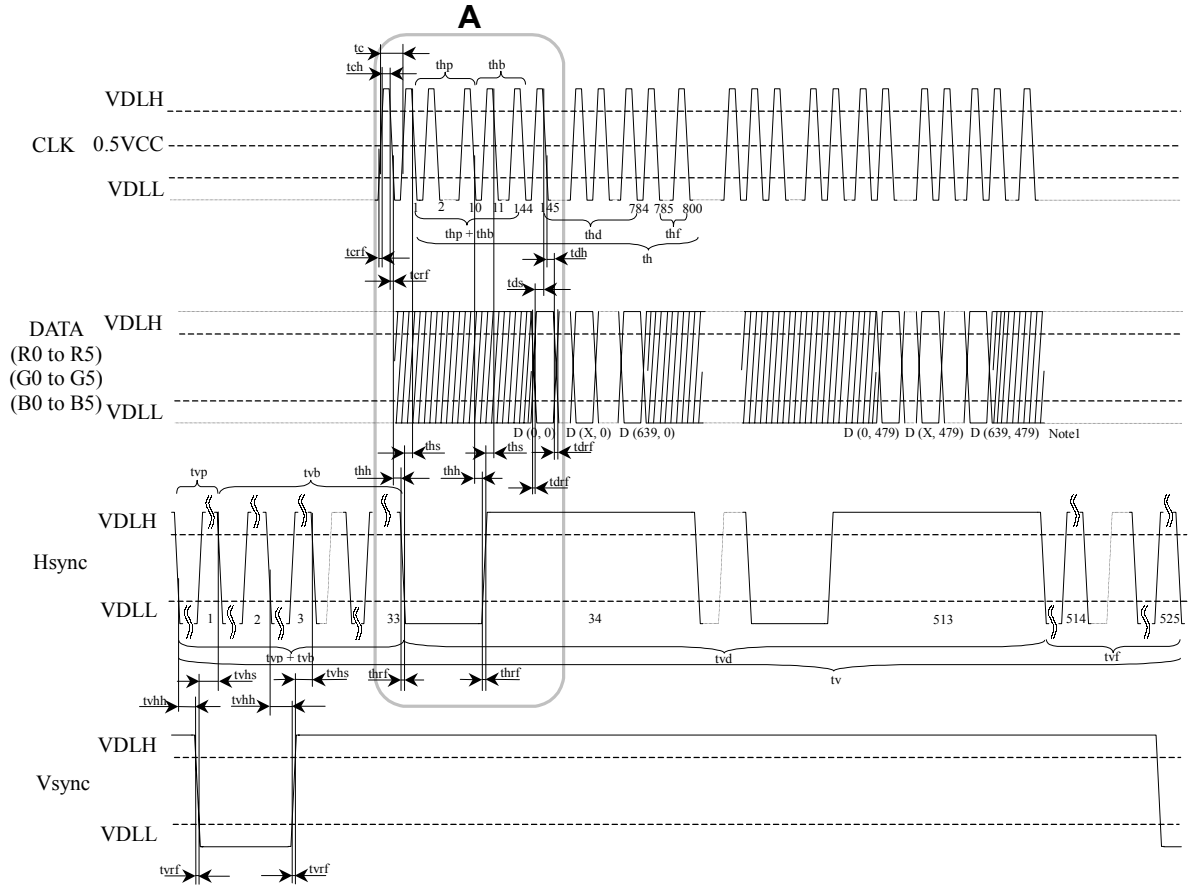 A
tc
tch
thp
thb
VDLH
CLK
0.5VCC
VDLL
1 2 10 11 144 145 784 785 800
thp + thb
thd
thf
th
tcrf
tcrf
tdh
tds
DATA
(R0 to R5)
(G0 to G5)
(B0 to B5)
VDLH
VDLL
D (0, 0) D (X, 0) D (639, 0) D (0, 479) D (X, 479) D (639, 479) Note1
ths
ths
tdrf
thh
thh
tdrf
tvp
tvb
VDLH
Hsync
VDLL
1 2 3 33 34 513 514 525
tvp + tvb
tvd
tvf
tv
tvhs
tvhs
thrf
thrf
tvhh
tvhh
VDLH
Vsync
VDLL
tvrf
tvrf